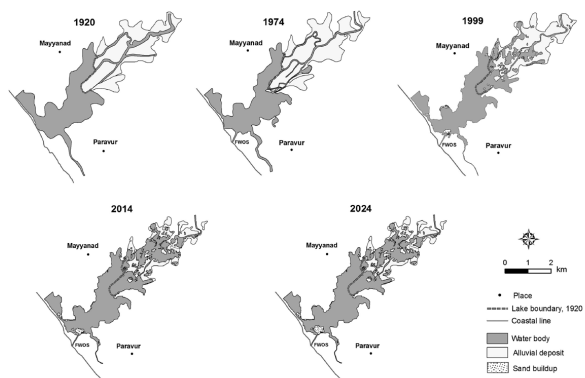 1920
Mayyanad
Paravur
1974
Mayyanad
FWOS
Paravur
1999
Mayyanad
FWOS
Paravur
2014
Mayyanad
FWOS
Paravur
2024
Mayyanad
FWOS
Paravur
0 1 2
km
Place
Lake boundary, 1920
Coastal line
Water body
Alluvial deposit
Sand buildup